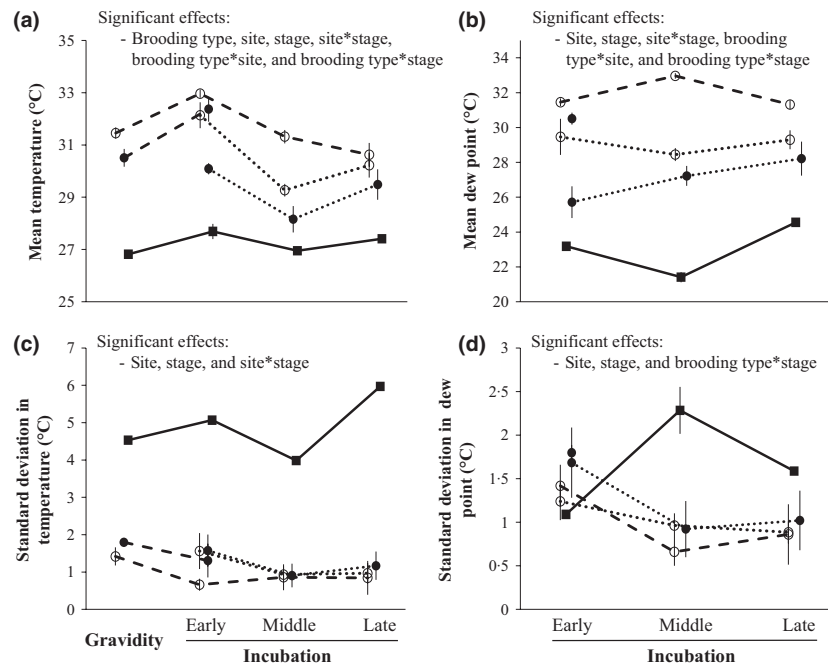 (a) Significant effects:
- Brooding type, site, stage, site*stage,
brooding type*site, and brooding type*stage
35
33
31
29
27
25
Mean temperature (°C)
(b) Significant effects:
- Site, stage, site*stage, brooding
type*site, and brooding type*stage
34
32
30
28
26
24
22
20
Mean dew point (°C)
(c) Significant effects:
- Site, stage, and site*stage
7
6
5
4
3
2
1
0
Standard deviation in
temperature (°C)
Gravidity
Early
Middle
Late
Incubation
(d) Significant effects:
- Site, stage, and brooding type*stage
3
2·5
2
1·5
1
0·5
0
Standard deviation in dew
point (°C)
Early
Middle
Late
Incubation